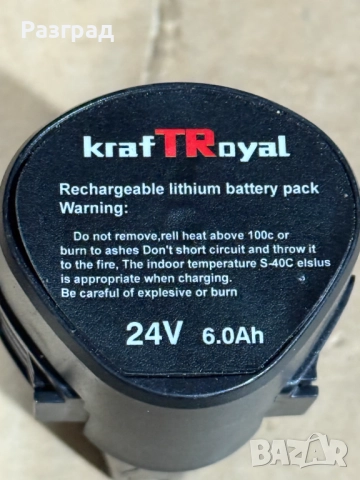 Разград
krafTRoyal
Rechargeable lithium battery pack
Warning:
Do not remove,rell heat above 100c or
burn to ashes Don't short circuit and throw it
to the fire, The indoor temperature S-40C elslus
is appropriate when charging.
Be careful of explesive or burn
24V 6.0Ah
BAZAR